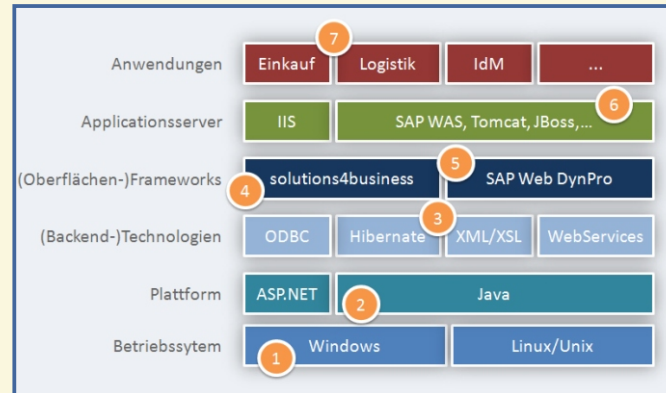 7
Anwendungen Einkauf Logistik IdM ...
6
Applicationsserver IIS SAP WAS, Tomcat, JBoss,...
5
(Oberflächen-)Frameworks solutions4business SAP Web DynPro
4
3
(Backend-)Technologien ODBC Hibernate XML/XSL WebServices
Plattform ASP.NET Java
2
Betriebssytem Windows Linux/Unix
1